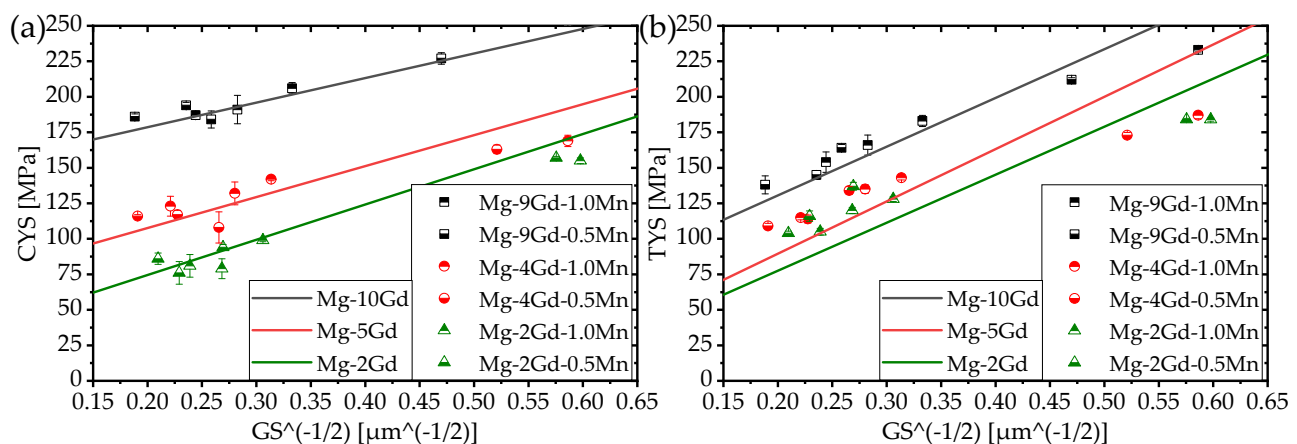 (a)
CYS [MPa]
250
225
200
175
150
125
100
75
50
25
0
0.15 0.20 0.25 0.30 0.35 0.40 0.45 0.50 0.55 0.60 0.65
GS^(-1/2) [μm^(-1/2)]
Mg-10Gd
Mg-5Gd
Mg-2Gd
Mg-9Gd-1.0Mn
Mg-9Gd-0.5Mn
Mg-4Gd-1.0Mn
Mg-4Gd-0.5Mn
Mg-2Gd-1.0Mn
Mg-2Gd-0.5Mn
(b)
TYS [MPa]
250
225
200
175
150
125
100
75
50
25
0
0.15 0.20 0.25 0.30 0.35 0.40 0.45 0.50 0.55 0.60 0.65
GS^(-1/2) [μm^(-1/2)]
Mg-10Gd
Mg-5Gd
Mg-2Gd
Mg-9Gd-1.0Mn
Mg-9Gd-0.5Mn
Mg-4Gd-1.0Mn
Mg-4Gd-0.5Mn
Mg-2Gd-1.0Mn
Mg-2Gd-0.5Mn